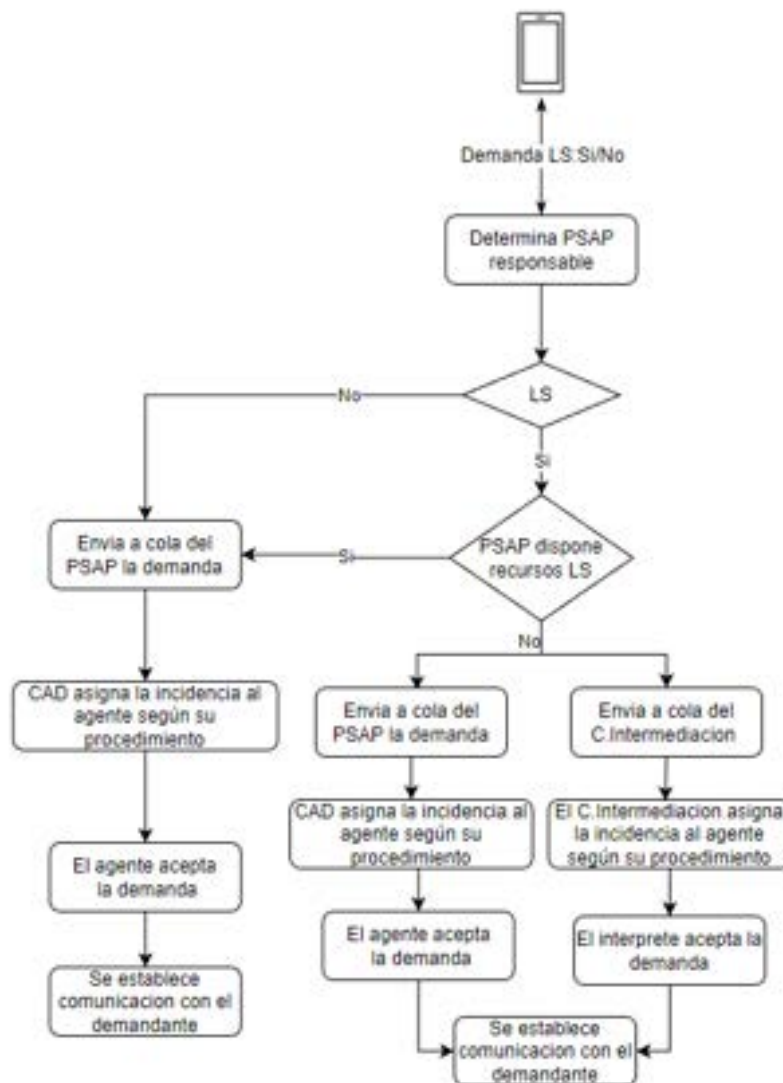 Demanda LS:Si/No
Determina PSAP
responsable
LS
No
Si
PSAP dispone
recursos LS
Si
No
Envia a cola del
PSAP la demanda
CAD asigna la incidencia al
agente según su
procedimiento
El agente acepta
la demanda
Se establece
comunicacion con el
demandante
Envia a cola del
PSAP la demanda
CAD asigna la incidencia al
agente según su
procedimiento
El agente acepta
la demanda
Envia a cola del
C.Intermediacion
El C.Intermediacion asigna
la incidencia al agente
según su procedimiento
El interprete acepta la
demanda
Se establece
comunicacion con el
demandante